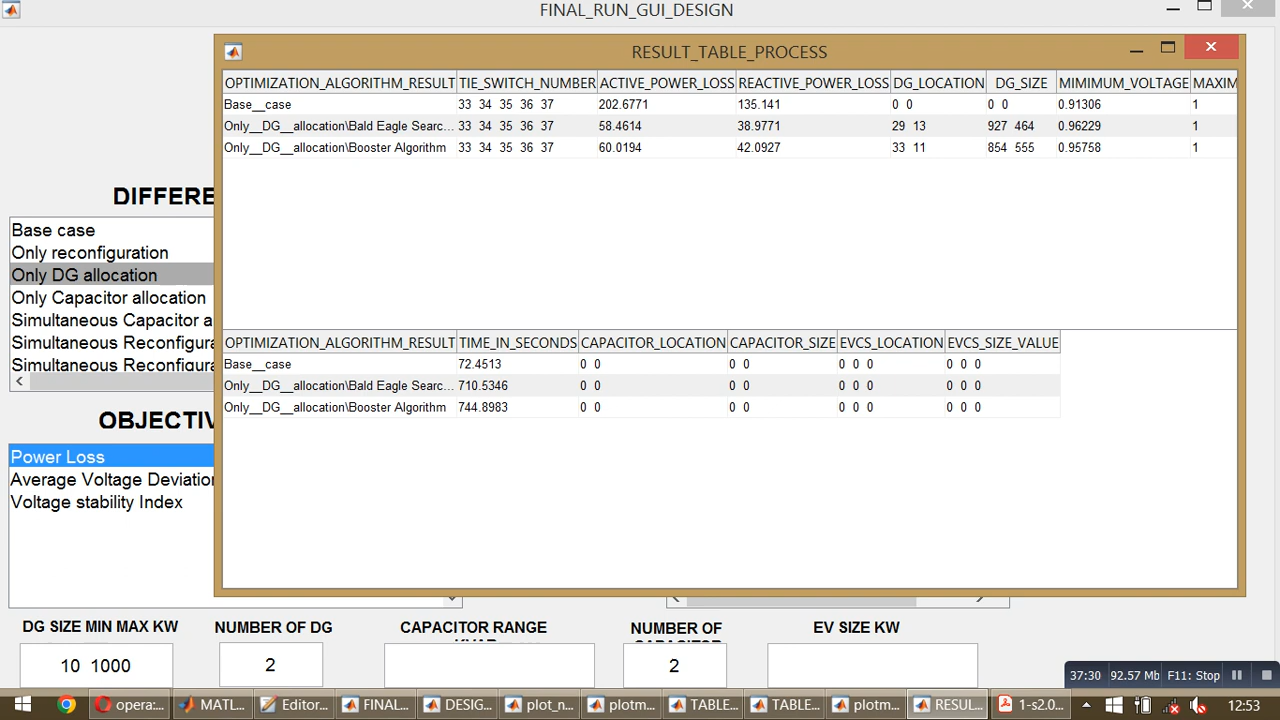 FINAL_RUN_GUI_DESIGN
RESULT_TABLE_PROCESS
OPTIMIZATION_ALGORITHM_RESULT TIE_SWITCH_NUMBER ACTIVE_POWER_LOSS REACTIVE_POWER_LOSS DG_LOCATION DG_SIZE MIMIMUM_VOLTAGE MAXIM
Base__case 33 34 35 36 37 202.6771 135.141 0 0 0 0 0.91306 1
Only__DG__allocation\Bald Eagle Searc... 33 34 35 36 37 58.4614 38.9771 29 13 927 464 0.96229 1
Only__DG__allocation\Booster Algorithm 33 34 35 36 37 60.0194 42.0927 33 11 854 555 0.95758 1
DIFFERE
Base case
Only reconfiguration
Only DG allocation
Only Capacitor allocation
Simultaneous Capacitor a
Simultaneous Reconfigura
Simultaneous Reconfigura
OPTIMIZATION_ALGORITHM_RESULT TIME_IN_SECONDS CAPACITOR_LOCATION CAPACITOR_SIZE EVCS_LOCATION EVCS_SIZE_VALUE
Base__case 72.4513 0 0 0 0 0 0 0 0 0 0
Only__DG__allocation\Bald Eagle Searc... 710.5346 0 0 0 0 0 0 0 0 0 0
Only__DG__allocation\Booster Algorithm 744.8983 0 0 0 0 0 0 0 0 0 0
OBJECTIV
Power Loss
Average Voltage Deviation
Voltage stability Index
DG SIZE MIN MAX KW NUMBER OF DG CAPACITOR RANGE NUMBER OF EV SIZE KW
10 1000 2 2
37:30 92.57 Mb F11: Stop
opera:... MATL... Editor... FINAL... DESIG... plot_n... plotm... TABLE... TABLE... plotm... RESUL... 1-s2.0... 12:53